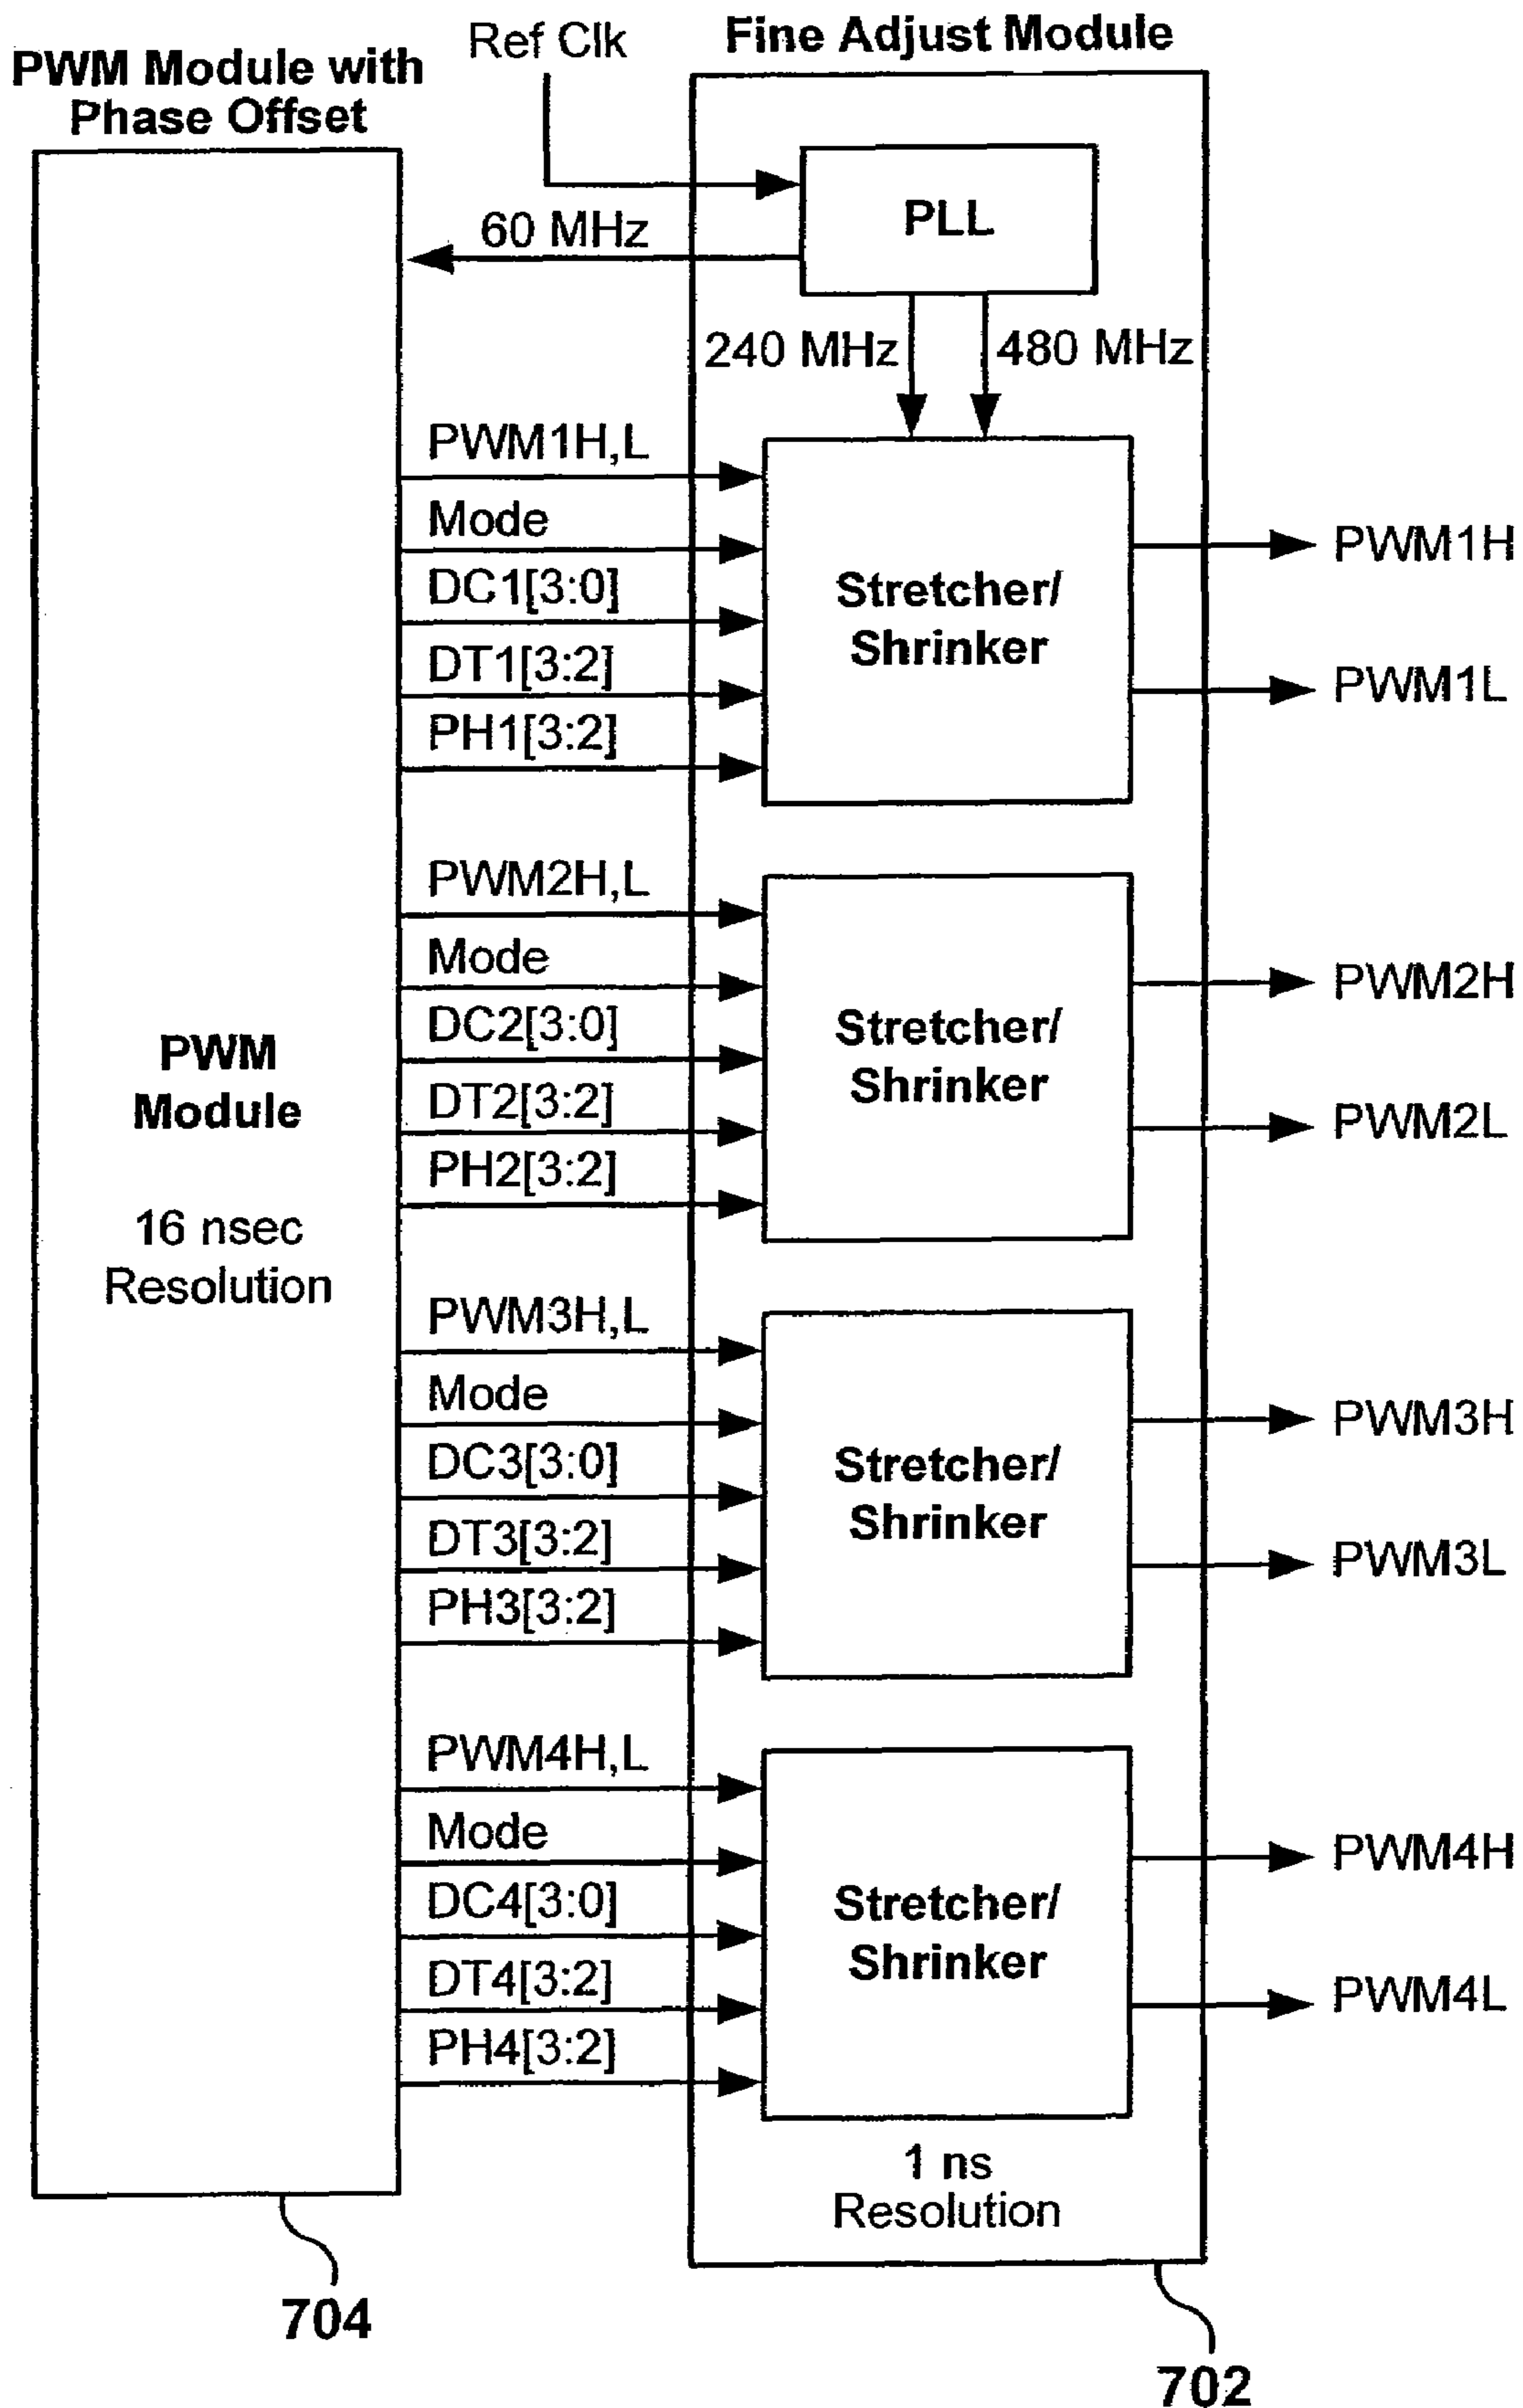 Ref Clk
Fine Adjust Module
PWM Module with
Phase Offset
PLL
60 MHz
240 MHz
480 MHz
PWM1H,L
Mode
DC1[3:0]
DT1[3:2]
PH1[3:2]
Stretcher/
Shrinker
PWM1H
PWM1L
PWM2H,L
Mode
DC2[3:0]
DT2[3:2]
PH2[3:2]
Stretcher/
Shrinker
PWM2H
PWM2L
PWM
Module
16 nsec
Resolution
PWM3H,L
Mode
DC3[3:0]
DT3[3:2]
PH3[3:2]
Stretcher/
Shrinker
PWM3H
PWM3L
PWM4H,L
Mode
DC4[3:0]
DT4[3:2]
PH4[3:2]
Stretcher/
Shrinker
PWM4H
PWM4L
1 ns
Resolution
704
702